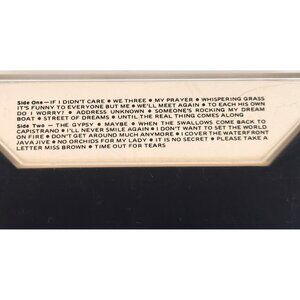 Side One — IF I DIDN'T CARE ● WE THREE ● MY PRAYER ● WHISPERING GRASS
IT'S FUNNY TO EVERYONE BUT ME ● WE'LL MEET AGAIN ● TO EACH HIS OWN
DO I WORRY? ● ADDRESS UNKNOWN ● SOMEONE'S ROCKING MY DREAM
BOAT ● STREET OF DREAMS ● UNTIL THE REAL THING COMES ALONG
Side Two — THE GYPSY ● MAYBE ● WHEN THE SWALLOWS COME BACK TO
CAPISTRANO ● I'LL NEVER SMILE AGAIN ● I DON'T WANT TO SET THE WORLD
ON FIRE ● DON'T GET AROUND MUCH ANYMORE ● I COVER THE WATERFRONT
JAVA JIVE ● NO ORCHIDS FOR MY LADY ● IT IS NO SECRET ● PLEASE TAKE A
LETTER MISS BROWN ● TIME OUT FOR TEARS